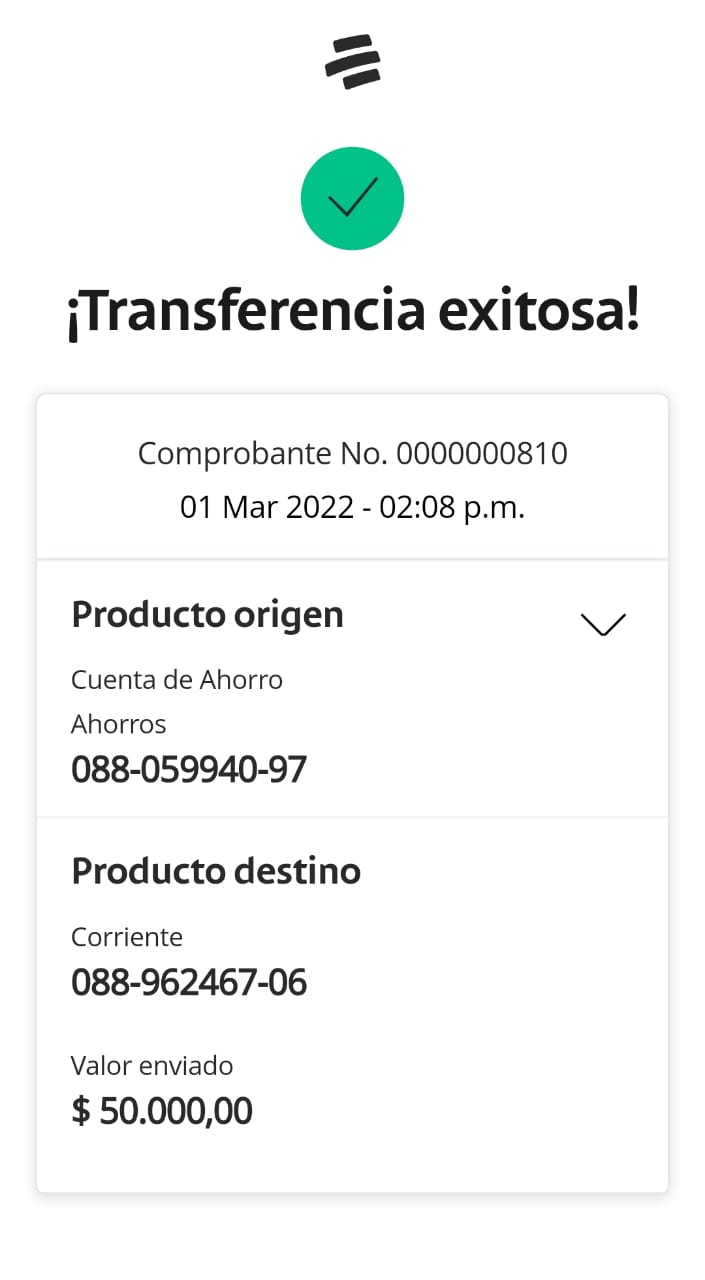 ¡Transferencia exitosa!
Comprobante No. 0000000810
01 Mar 2022 - 02:08 p.m.
Producto origen
Cuenta de Ahorro
Ahorros
088-059940-97
Producto destino
Corriente
088-962467-06
Valor enviado
$ 50.000,00